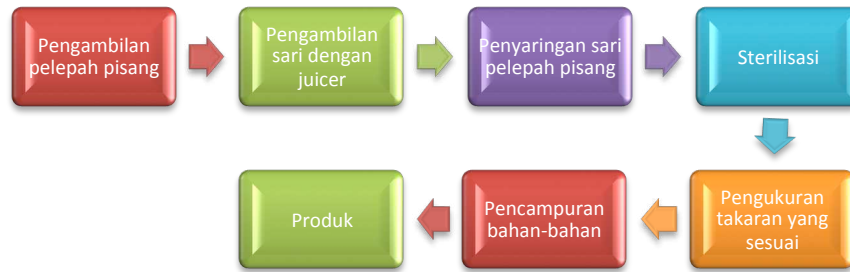 Pengambilan
pelepah pisang
Pengambilan
sari dengan
juicer
Penyaringan sari
pelepah pisang
Sterilisasi
Pengukuran
takaran yang
sesuai
Pencampuran
bahan-bahan
Produk